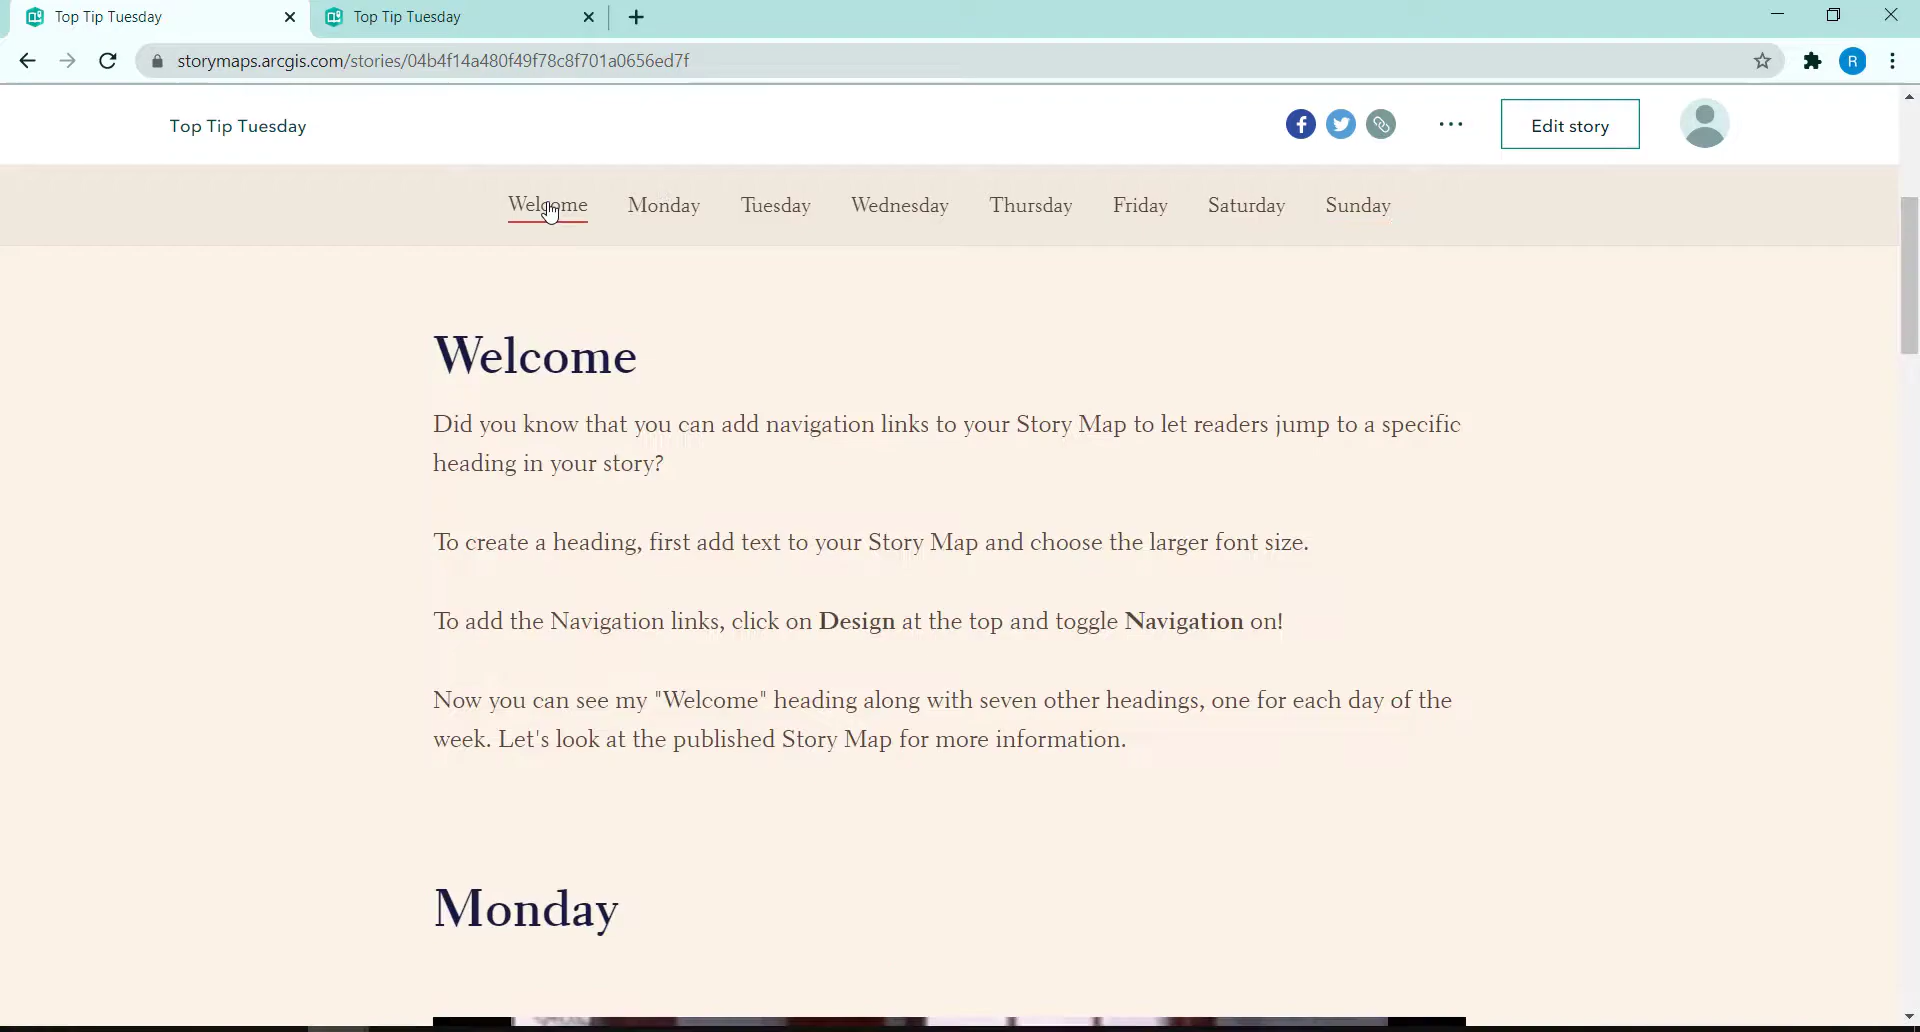 Top Tip Tuesday
Top Tip Tuesday
storymaps.arcgis.com/stories/04b4f14a480f49f78c8f701a0656ed7f
R
Top Tip Tuesday
Edit story
Welcome Monday Tuesday Wednesday Thursday Friday Saturday Sunday
Welcome
Did you know that you can add navigation links to your Story Map to let readers jump to a specific
heading in your story?
To create a heading, first add text to your Story Map and choose the larger font size.
To add the Navigation links, click on Design at the top and toggle Navigation on!
Now you can see my "Welcome" heading along with seven other headings, one for each day of the
week. Let's look at the published Story Map for more information.
Monday